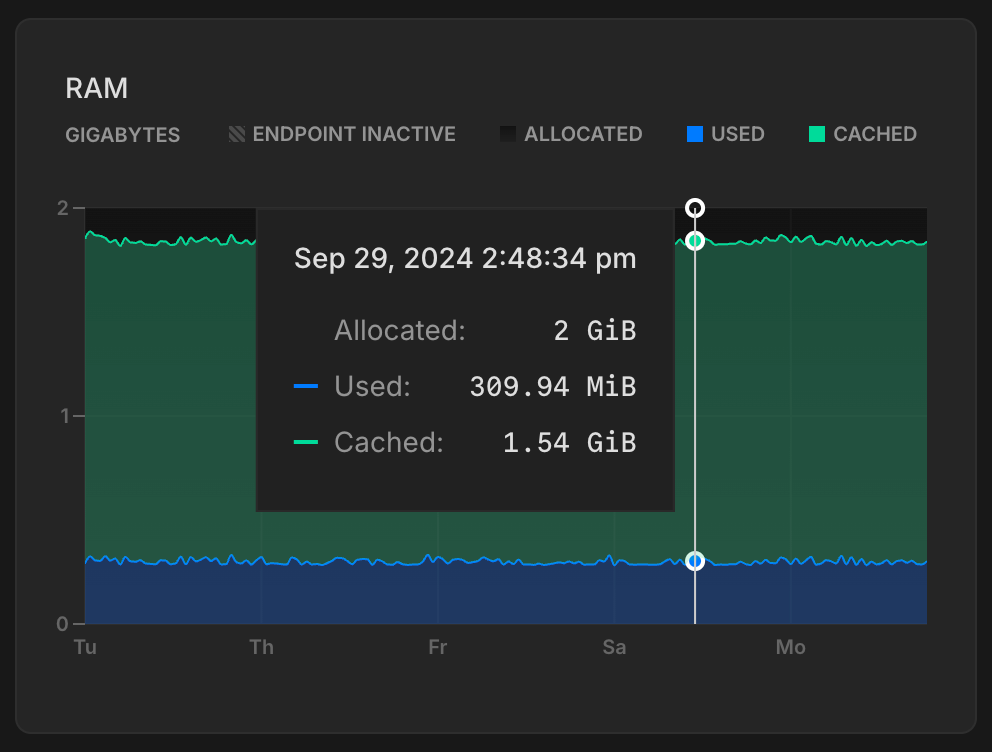 RAM
GIGABYTES ENDPOINT INACTIVE ALLOCATED USED CACHED
2
Sep 29, 2024 2:48:34 pm
Allocated: 2 GiB
Used: 309.94 MiB
1
Cached: 1.54 GiB
0
Tu Th Fr Sa Mo